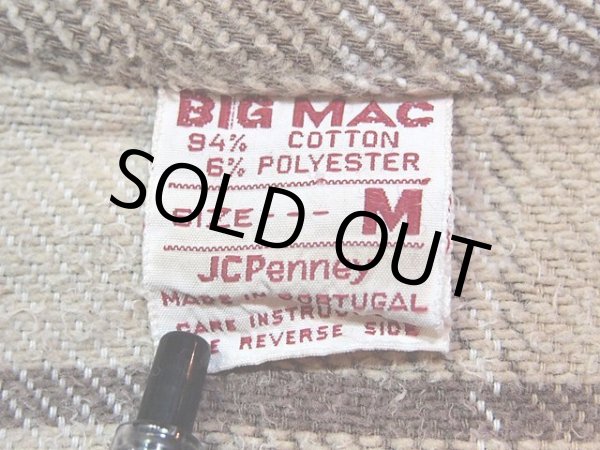 BIG MAC
94% COTTON
6% POLYESTER
SIZE --- M
SOLD OUT
JCPenney
MADE IN PORTUGAL
CARE INSTRUC
REVERSE SIDE